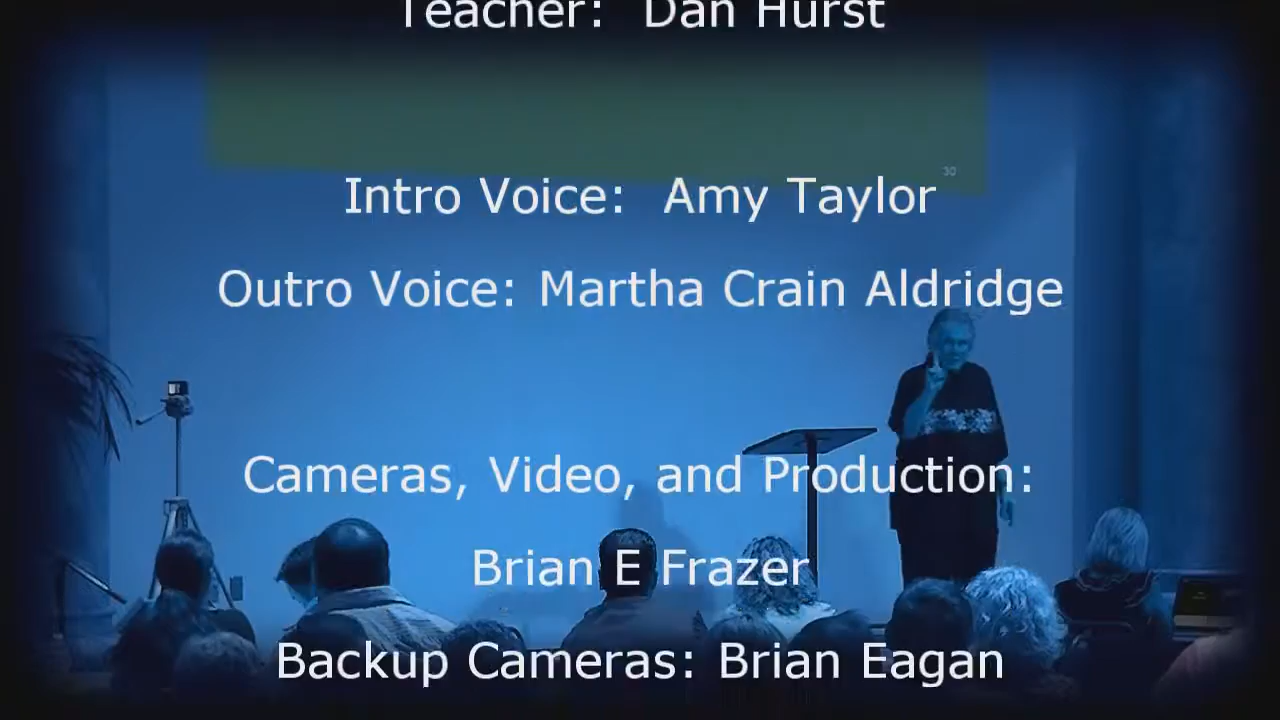 Teacher:  Dan Hurst
30
Intro Voice:  Amy Taylor
Outro Voice: Martha Crain Aldridge
Cameras, Video, and Production:
Brian E Frazer
Backup Cameras: Brian Eagan